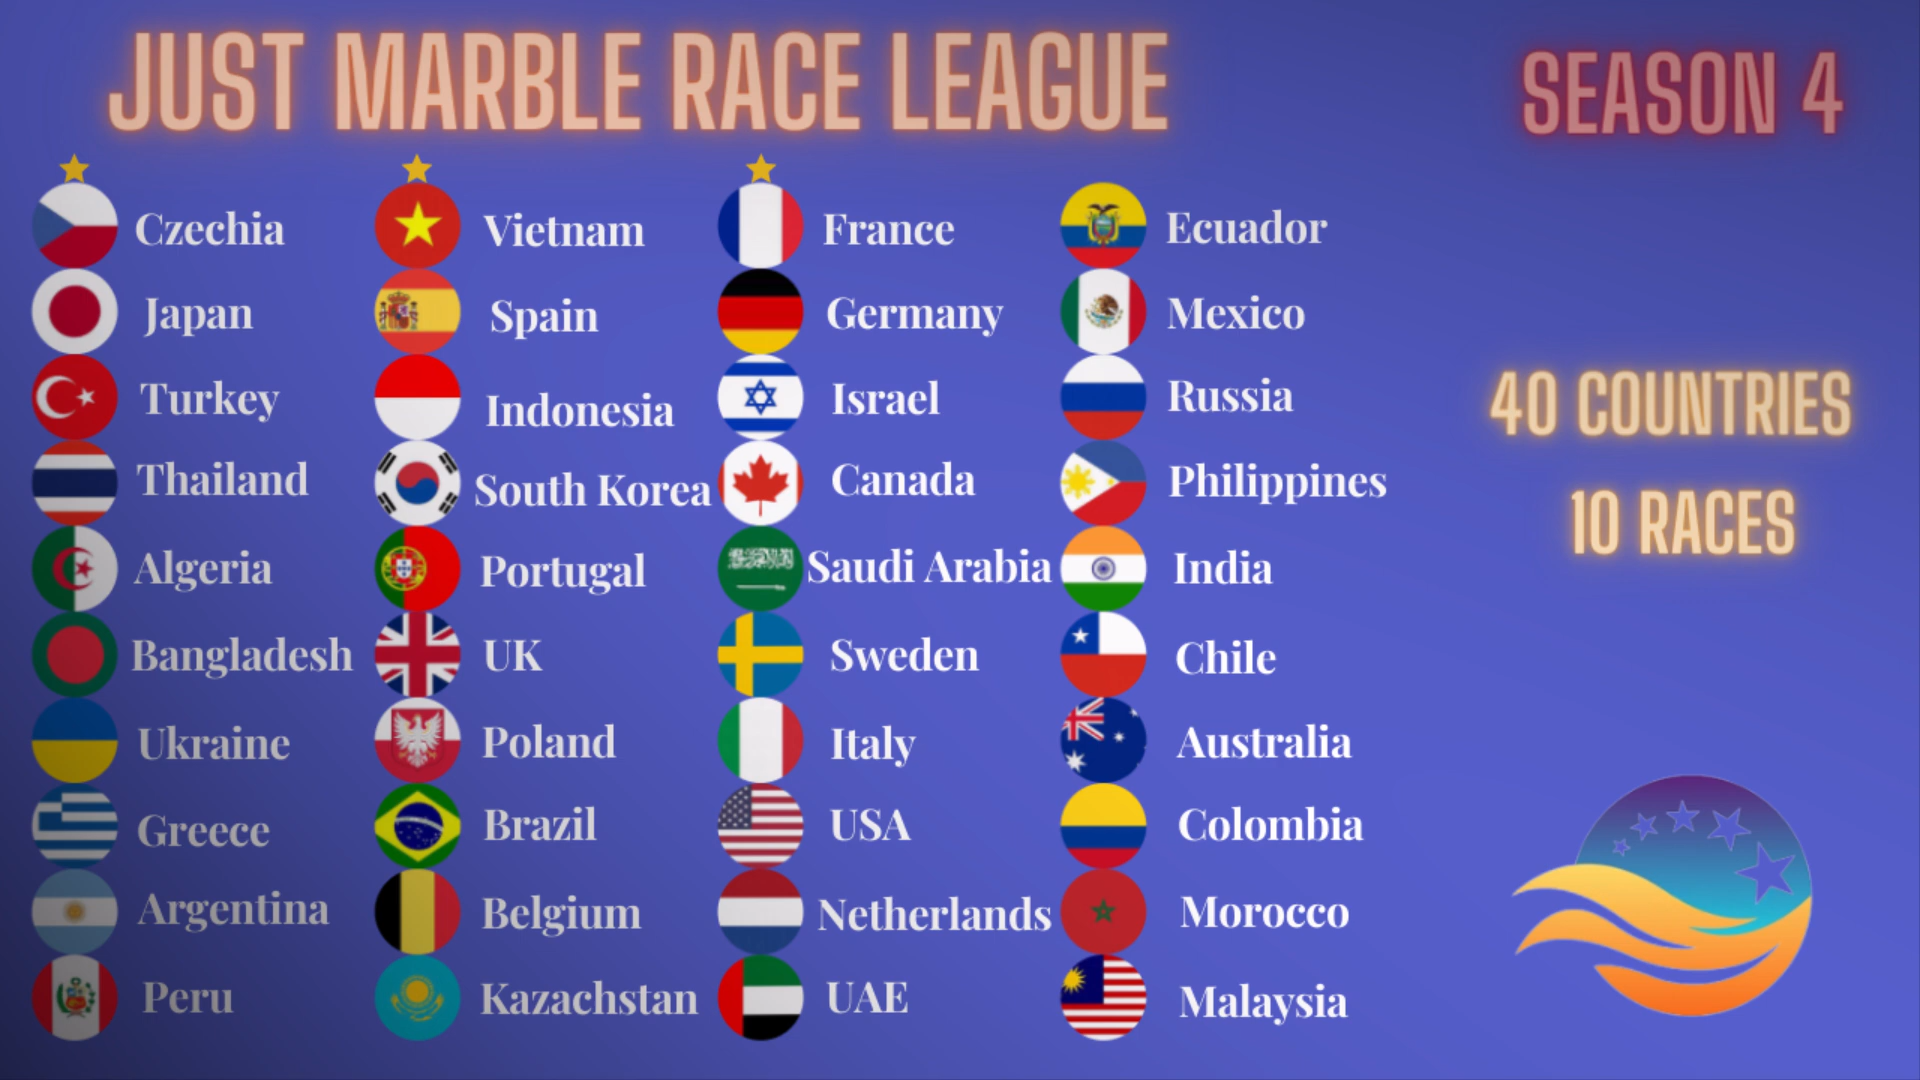 JUST MARBLE RACE LEAGUE
SEASON 4
Czechia
Japan
Turkey
Thailand
Algeria
Bangladesh
Ukraine
Greece
Argentina
Peru
Vietnam
Spain
Indonesia
South Korea
Portugal
UK
Poland
Brazil
Belgium
Kazachstan
France
Germany
Israel
Canada
Saudi Arabia
Sweden
Italy
USA
Netherlands
UAE
Ecuador
Mexico
Russia
Philippines
India
Chile
Australia
Colombia
Morocco
Malaysia
40 COUNTRIES
10 RACES